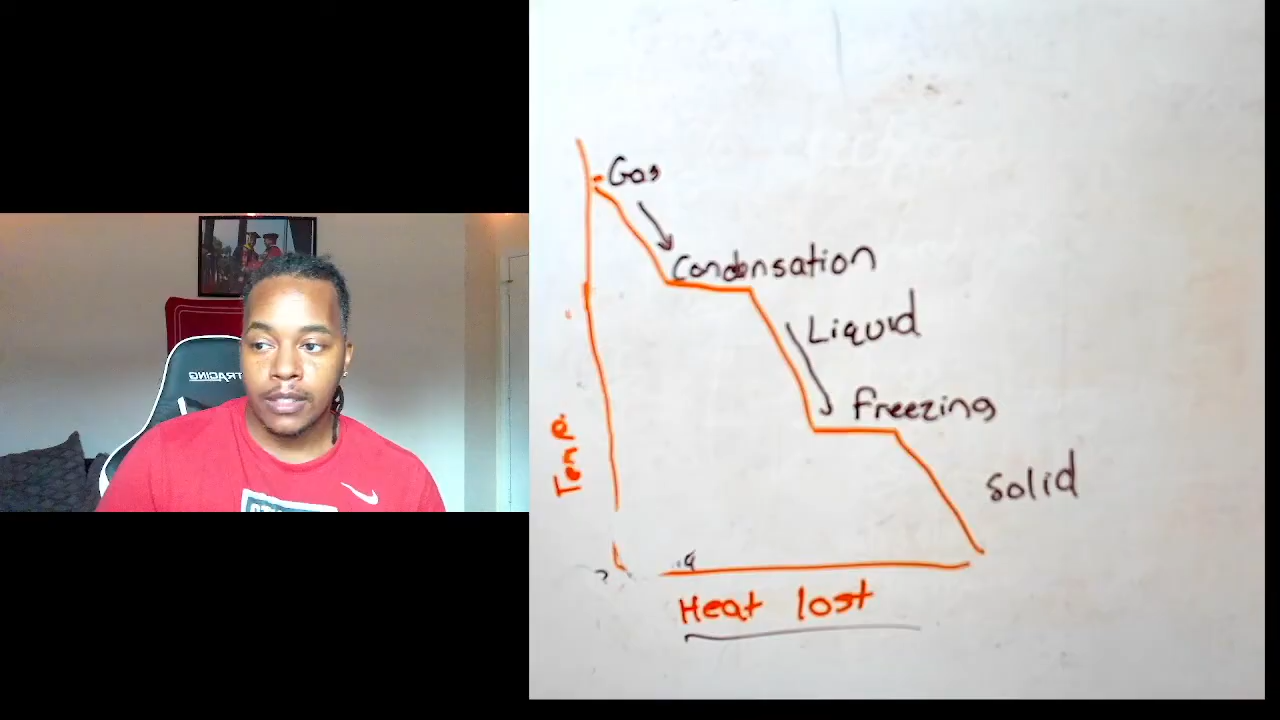 Gas
Condensation
Liquid
freezing
Solid
Temp.
Heat lost